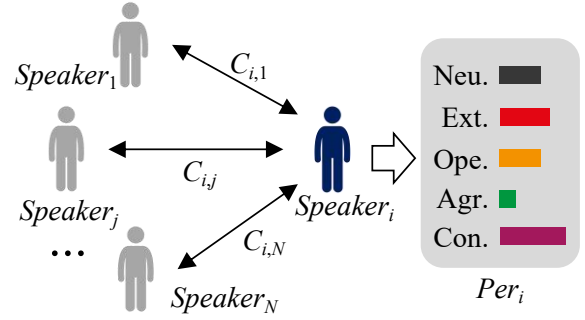 Speaker1
Ci,1
Speakerj
Ci,j
Speakeri
...
Ci,N
SpeakerN
Neu.
Ext.
Ope.
Agr.
Con.
Peri